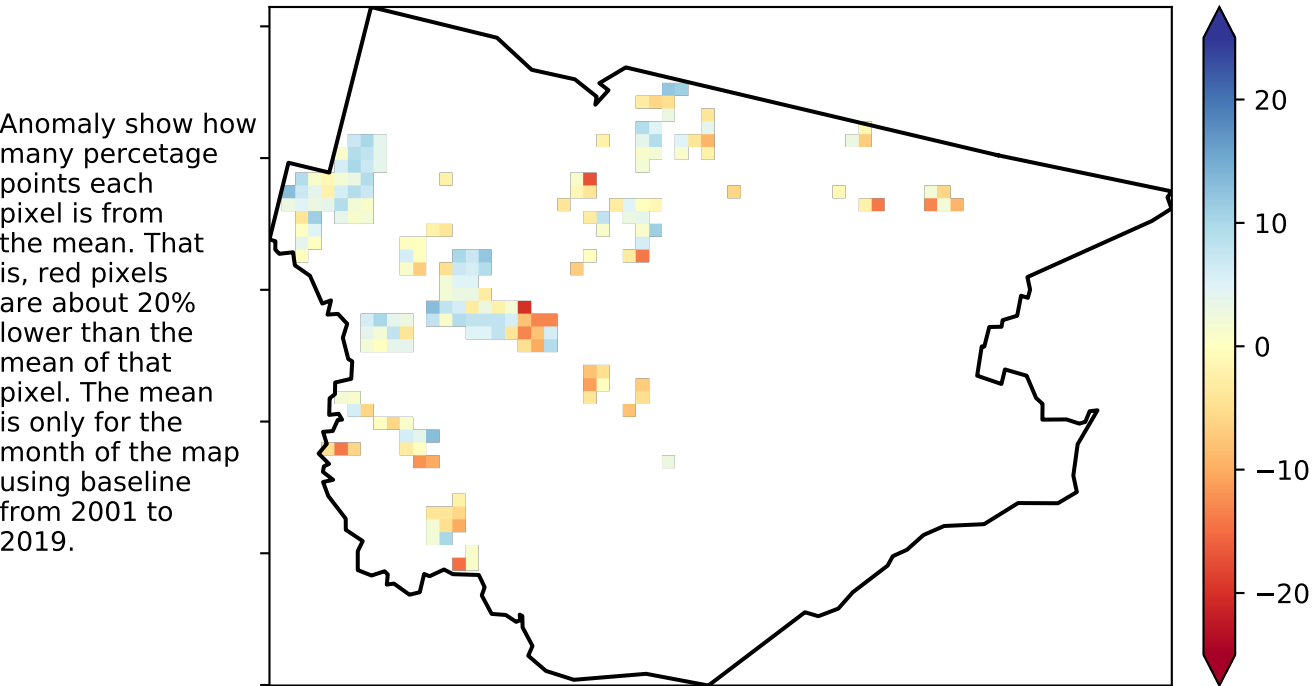 Anomaly show how
many percetage
points each
pixel is from
the mean. That
is, red pixels
are about 20%
lower than the
mean of that
pixel. The mean
is only for the
month of the map
using baseline
from 2001 to
2019.
20
10
0
−10
−20